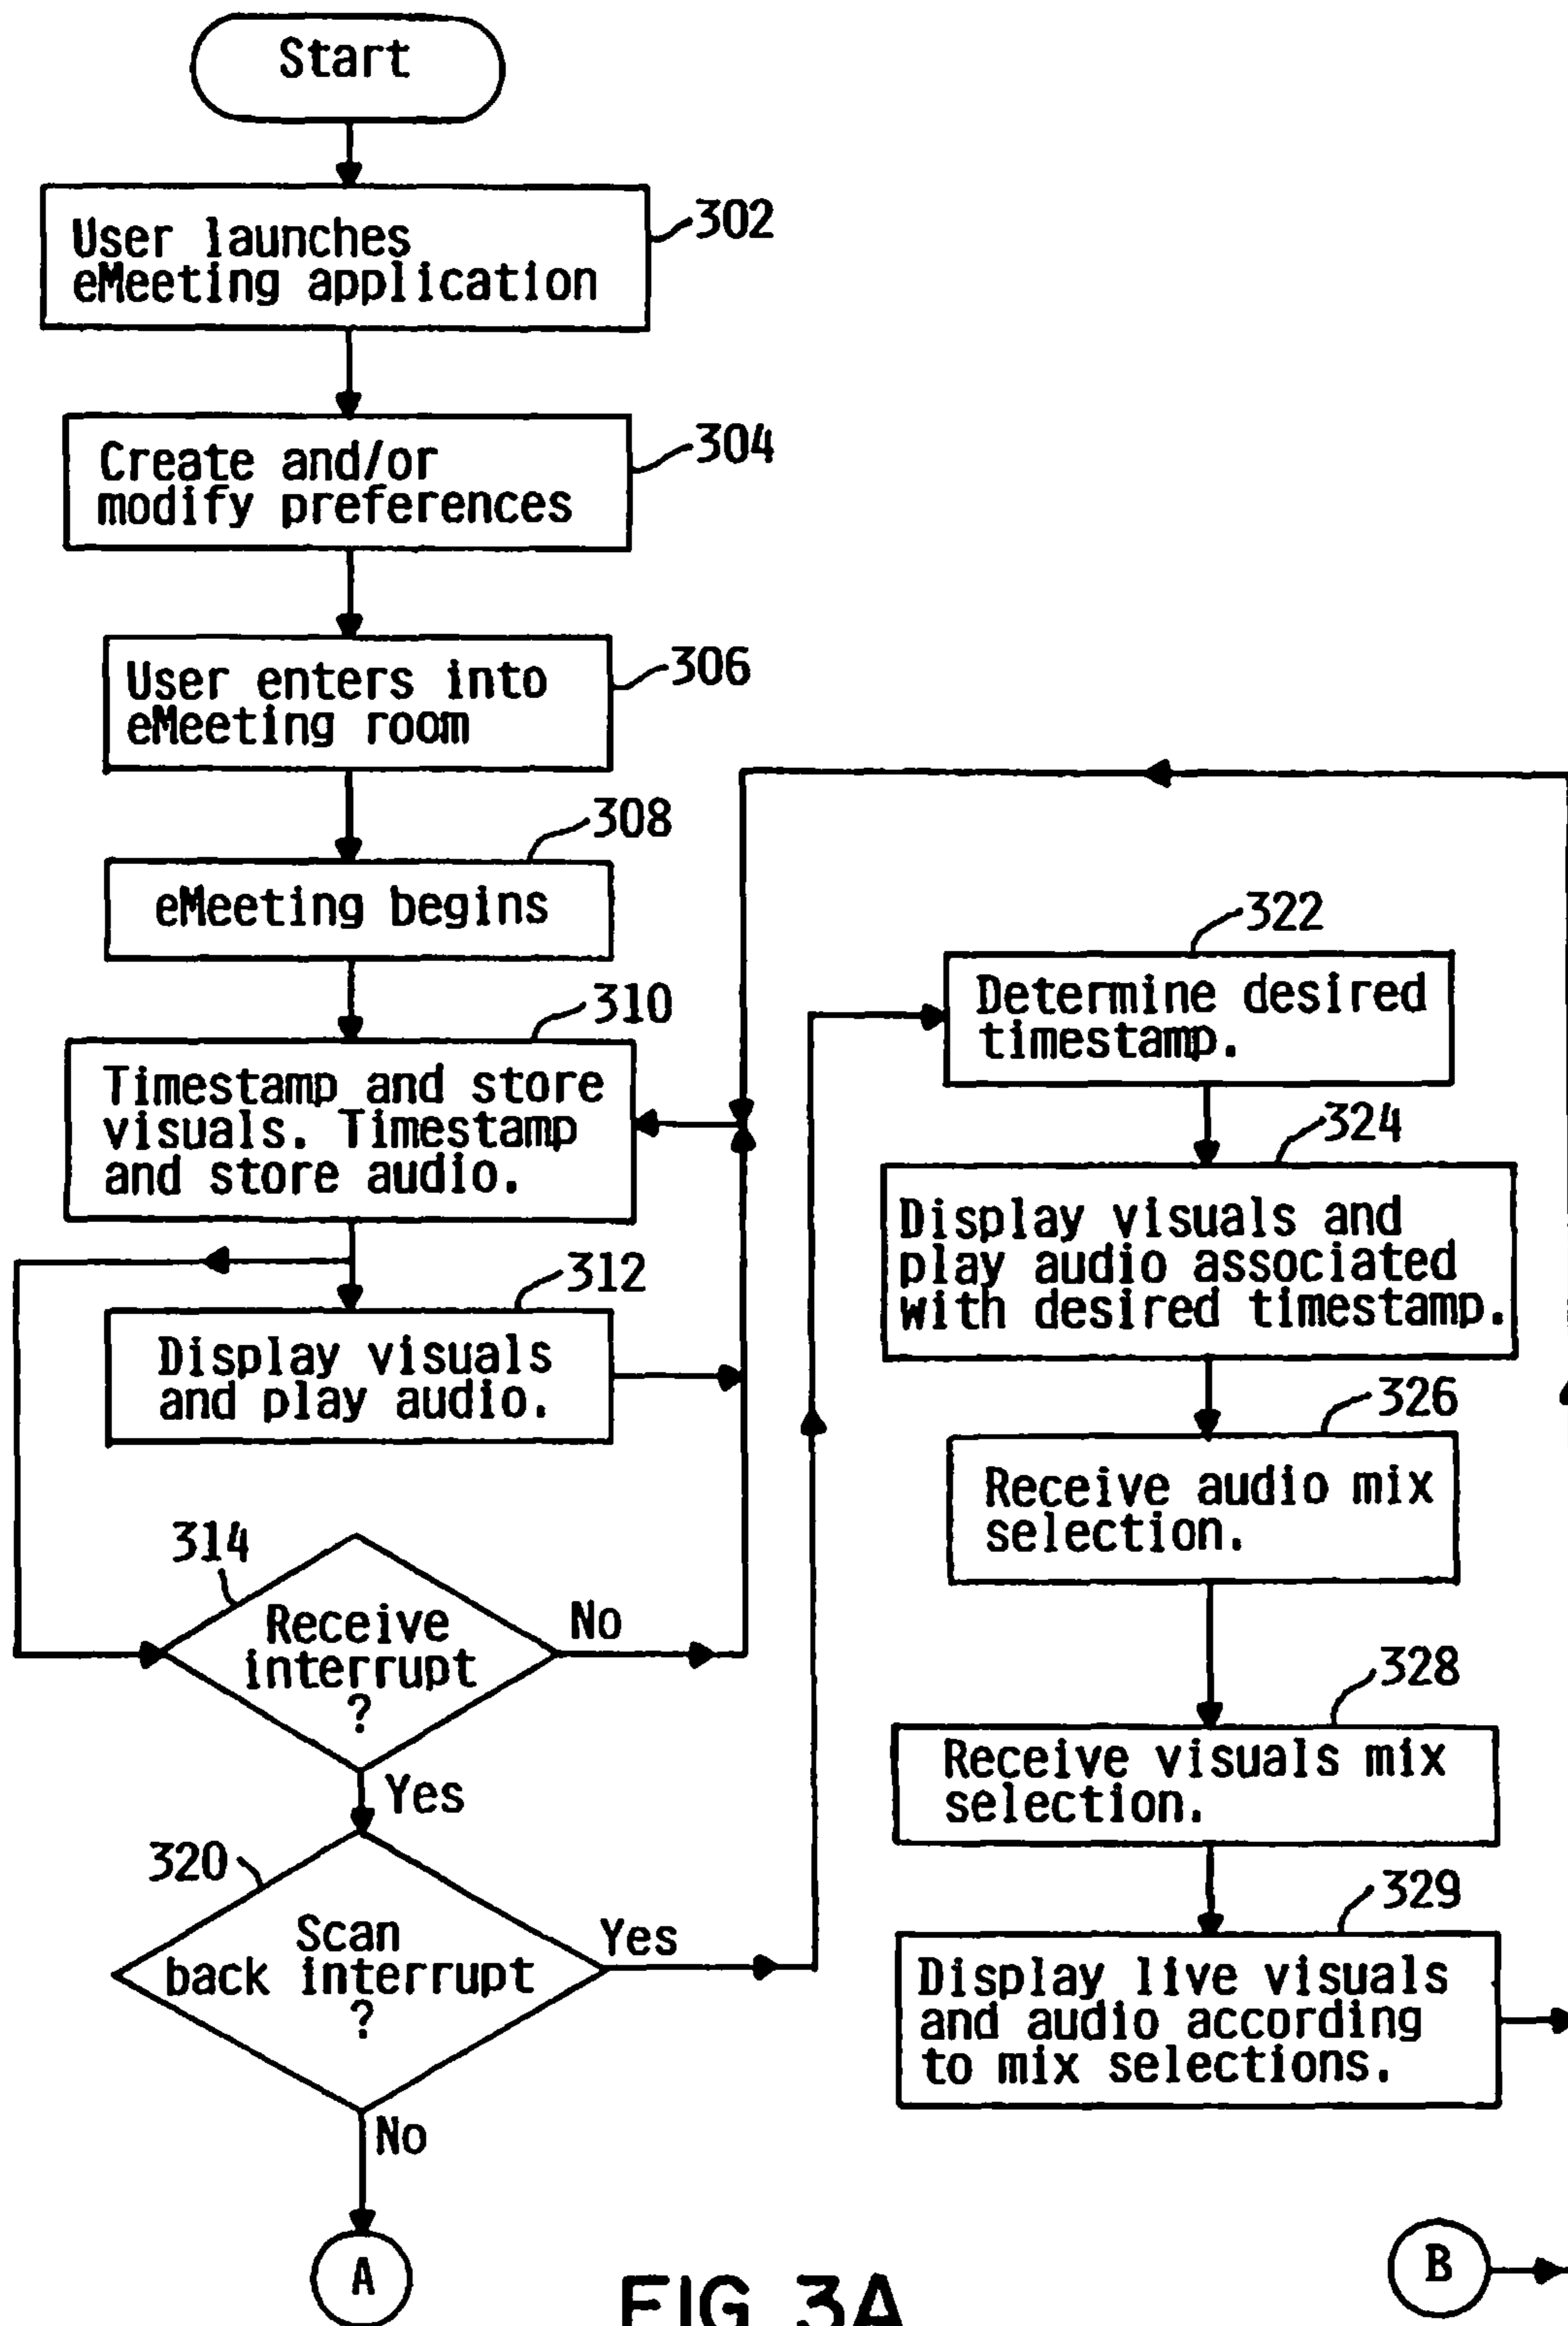 Start
User launches
eMeeting application
302
Create and/or
modify preferences
304
User enters into
eMeeting room
306
308
eMeeting begins
310
Timestamp and store
visuals. Timestamp
and store audio.
312
Display visuals
and play audio.
314
Receive
interrupt
?
No
Yes
320
Scan
back interrupt
?
Yes
No
A
322
Determine desired
timestamp.
324
Display visuals and
play audio associated
with desired timestamp.
326
Receive audio mix
selection.
328
Receive visuals mix
selection.
329
Display live visuals
and audio according
to mix selections.
B
FIG 3A